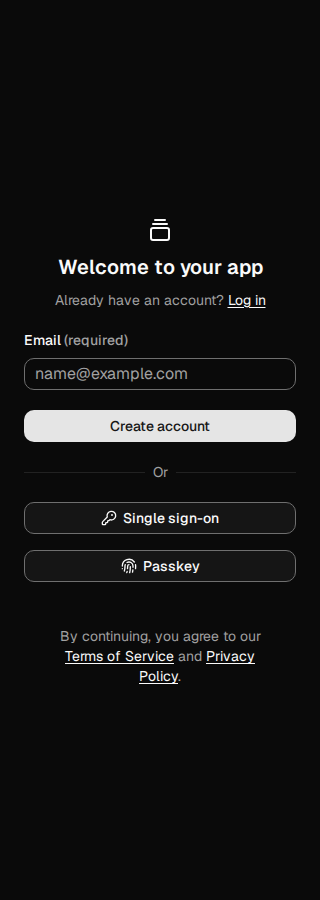 Welcome to your app
Already have an account? Log in
Email (required)
name@example.com
Create account
Or
Single sign-on
Passkey
By continuing, you agree to our
Terms of Service and Privacy
Policy.